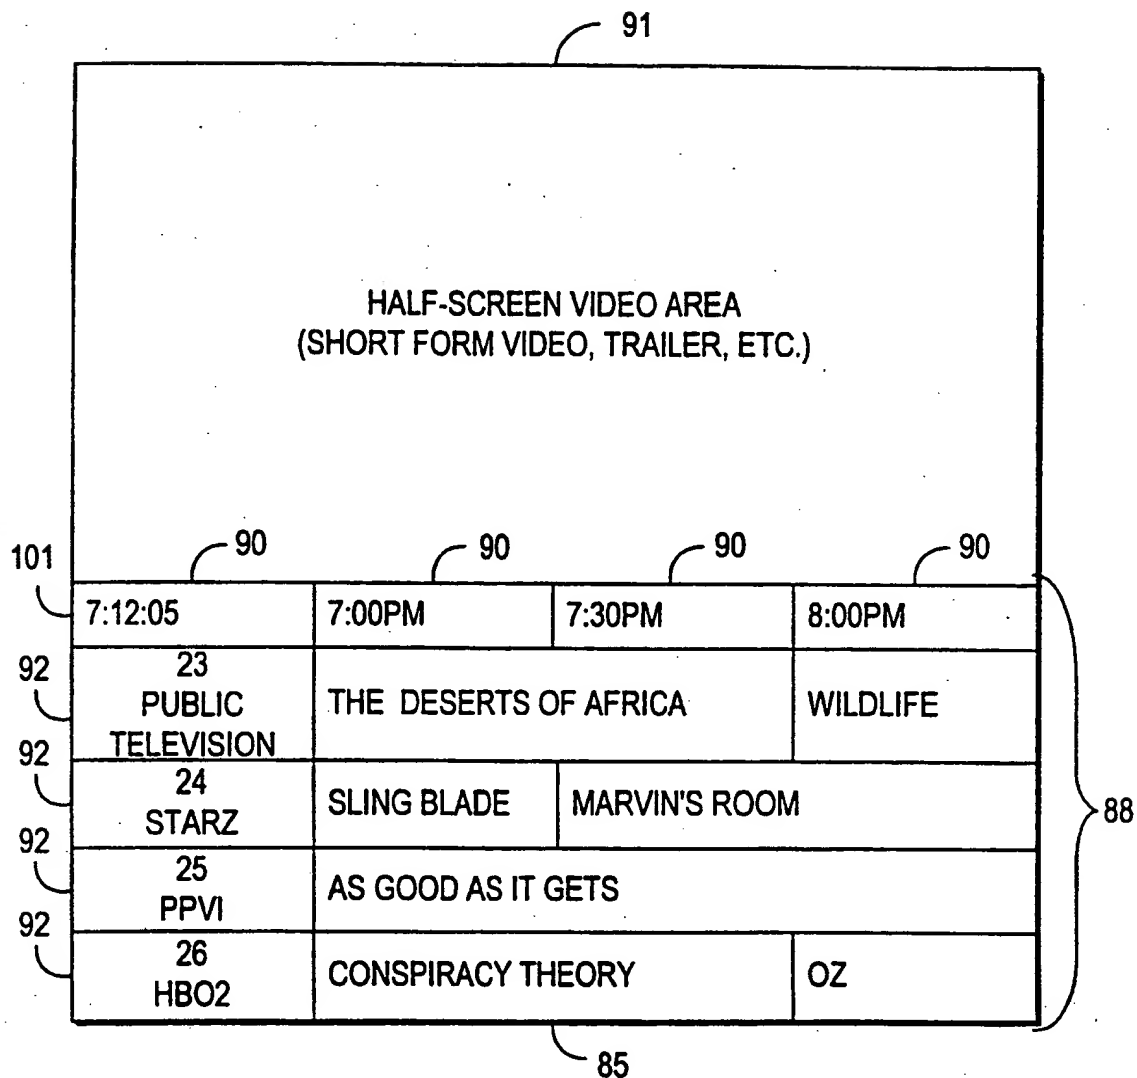 91
HALF-SCREEN VIDEO AREA
(SHORT FORM VIDEO, TRAILER, ETC.)
90 90 90 90
101
7:12:05 7:00PM 7:30PM 8:00PM
92
23
PUBLIC
TELEVISION
THE DESERTS OF AFRICA
WILDLIFE
92
24
STARZ
SLING BLADE
MARVIN'S ROOM
88
92
25
PPVI
AS GOOD AS IT GETS
92
26
HBO2
CONSPIRACY THEORY
OZ
85